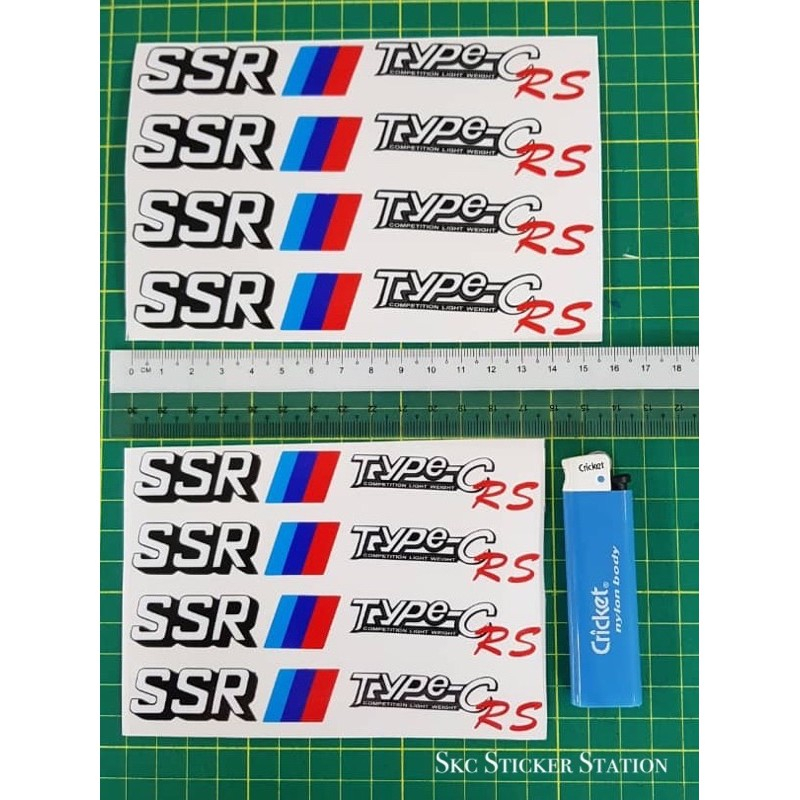 SSR TYPE-C RS
COMPETITION LIGHT WEIGHT
SSR TYPE-C RS
COMPETITION LIGHT WEIGHT
SSR TYPE-C RS
COMPETITION LIGHT WEIGHT
SSR TYPE-C RS
COMPETITION LIGHT WEIGHT
0 CM 1 2 3 4 5 6 7 8 9 10 11 12 13 14 15 16 17 18
SSR TYPE-C RS
COMPETITION LIGHT WEIGHT
SSR TYPE-C RS
COMPETITION LIGHT WEIGHT
SSR TYPE-C RS
COMPETITION LIGHT WEIGHT
SSR TYPE-C RS
COMPETITION LIGHT WEIGHT
Cricket
Cricket®
nylon body
SKC STICKER STATION